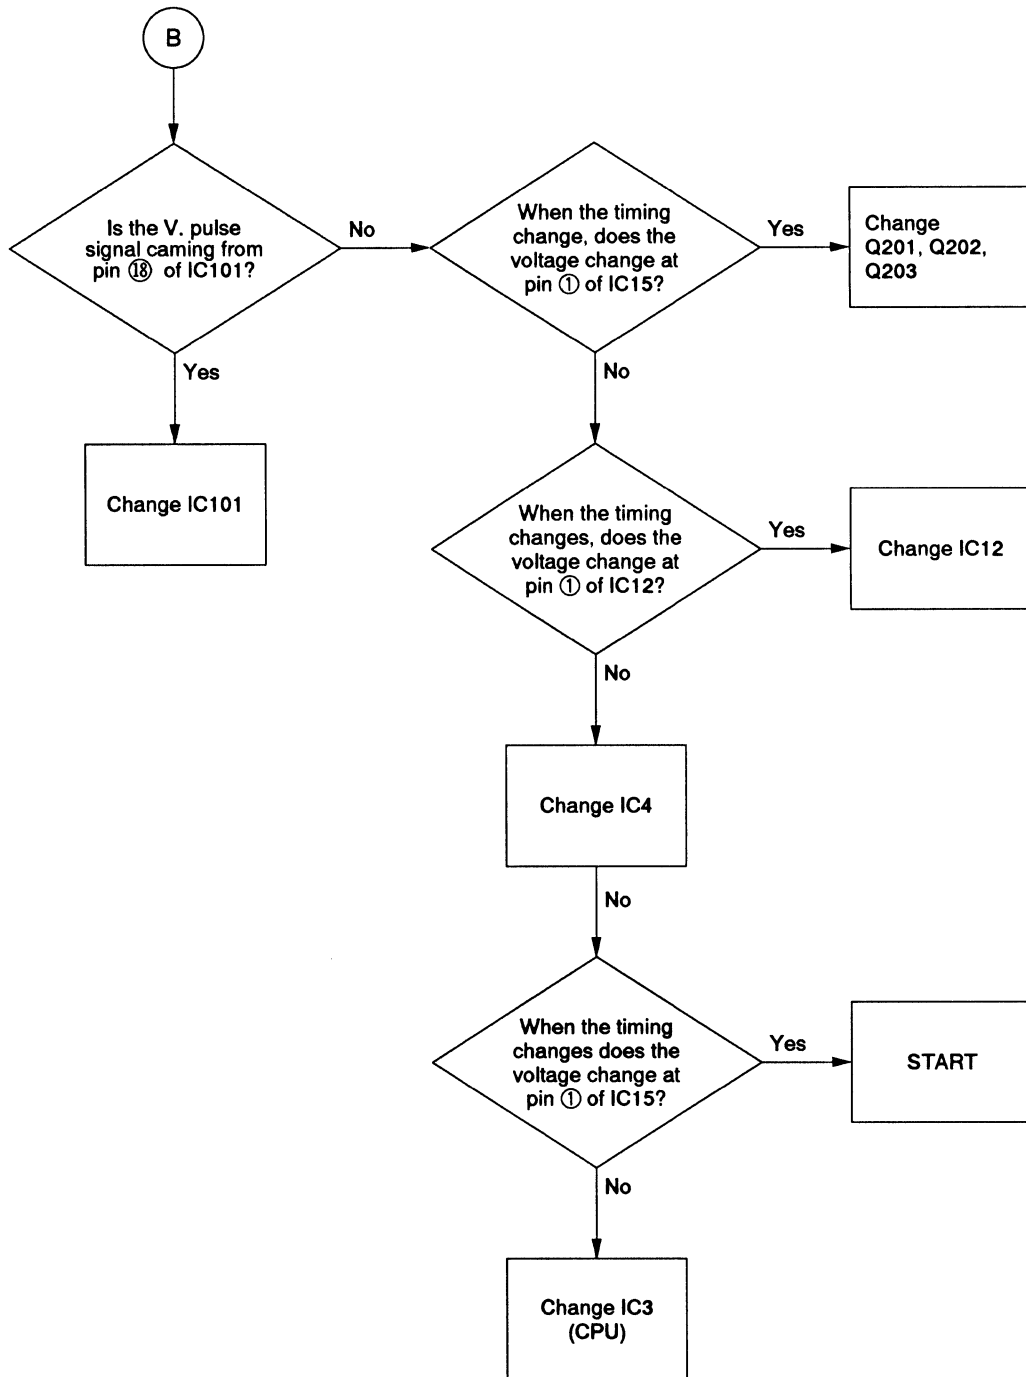 B
Is the V. pulse
signal caming from
pin ⑱ of IC101?
No
When the timing
change, does the
voltage change at
pin ① of IC15?
Yes
Change
Q201, Q202,
Q203
Yes
No
Change IC101
When the timing
changes, does the
voltage change at
pin ① of IC12?
Yes
Change IC12
No
Change IC4
No
When the timing
changes does the
voltage change at
pin ① of IC15?
Yes
START
No
Change IC3
(CPU)